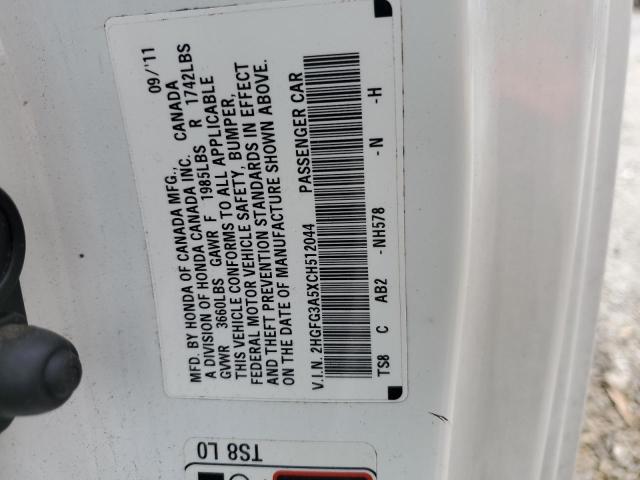 MFD. BY HONDA OF CANADA MFG., 09/'11
A DIVISION OF HONDA CANADA INC. CANADA
GVWR 3660LBS GAWR F 1985LBS R 1742LBS
THIS VEHICLE CONFORMS TO ALL APPLICABLE
FEDERAL MOTOR VEHICLE SAFETY, BUMPER,
AND THEFT PREVENTION STANDARDS IN EFFECT
ON THE DATE OF MANUFACTURE SHOWN ABOVE.
V.I.N. 2HGFG3A5XCH512044 PASSENGER CAR
TS8 C AB2 -NH578 -N -H
TS8 L0